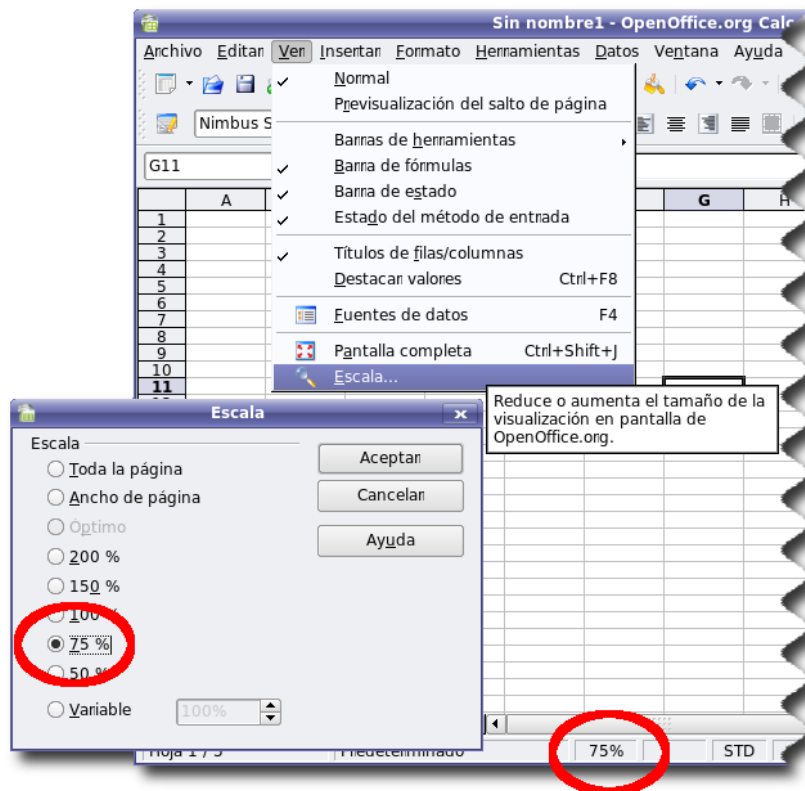 Sin nombre1 - OpenOffice.org Calc
Archivo Editar Ver Insertar Formato Herramientas Datos Ventana Ayuda
Normal
Previsualización del salto de página
Nimbus S
Barras de herramientas
G11
Barra de fórmulas
Barra de estado
A G H
Estado del método de entrada
1
2
3
Títulos de filas/columnas
4
Destacar valores Ctrl+F8
5
6
7
Fuentes de datos F4
8
9
Pantalla completa Ctrl+Shift+J
10
Escala...
11
Reduce o aumenta el tamaño de la
visualización en pantalla de
OpenOffice.org.
Escala
Escala
Toda la página
Aceptar
Ancho de página
Cancelar
Óptimo
Ayuda
200 %
150 %
100 %
75 %
50 %
Variable 100%
Hoja 1 / 3 Predeterminado 75% STD